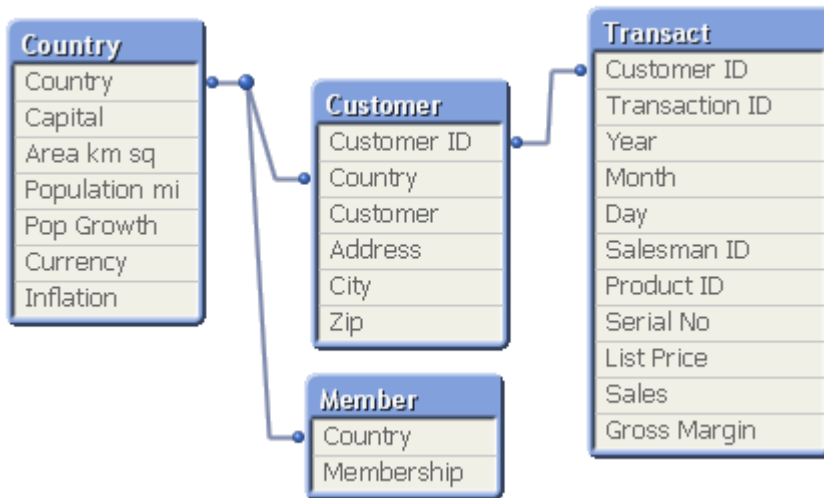 Country
Country
Capital
Area km sq
Population mi
Pop Growth
Currency
Inflation
Customer
Customer ID
Country
Customer
Address
City
Zip
Member
Country
Membership
Transact
Customer ID
Transaction ID
Year
Month
Day
Salesman ID
Product ID
Serial No
List Price
Sales
Gross Margin